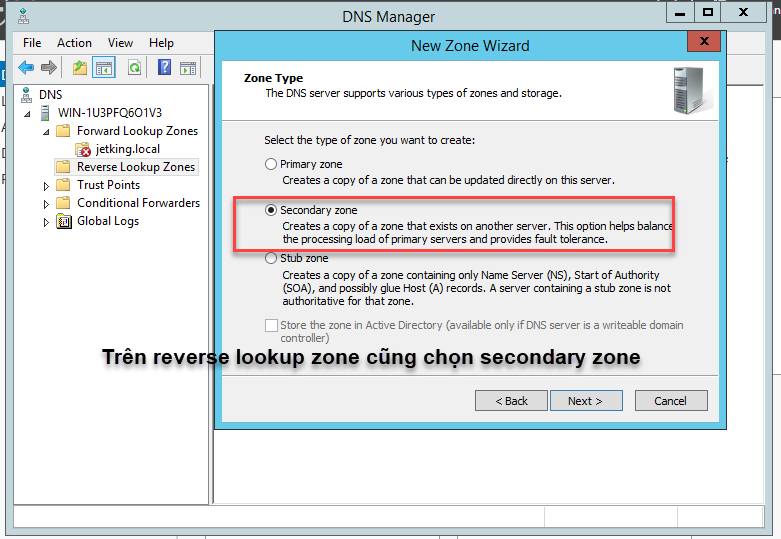 DNS Manager
File Action View Help
DNS
WIN-1U3PFQ6O1V3
Forward Lookup Zones
jetking.local
Reverse Lookup Zones
Trust Points
Conditional Forwarders
Global Logs
New Zone Wizard
Zone Type
The DNS server supports various types of zones and storage.
Select the type of zone you want to create:
Primary zone
Creates a copy of a zone that can be updated directly on this server.
Secondary zone
Creates a copy of a zone that exists on another server. This option helps balance
the processing load of primary servers and provides fault tolerance.
Stub zone
Creates a copy of a zone containing only Name Server (NS), Start of Authority
(SOA), and possibly glue Host (A) records. A server containing a stub zone is not
authoritative for that zone.
Store the zone in Active Directory (available only if DNS server is a writeable domain
controller)
Trên reverse lookup zone cũng chọn secondary zone
< Back Next > Cancel